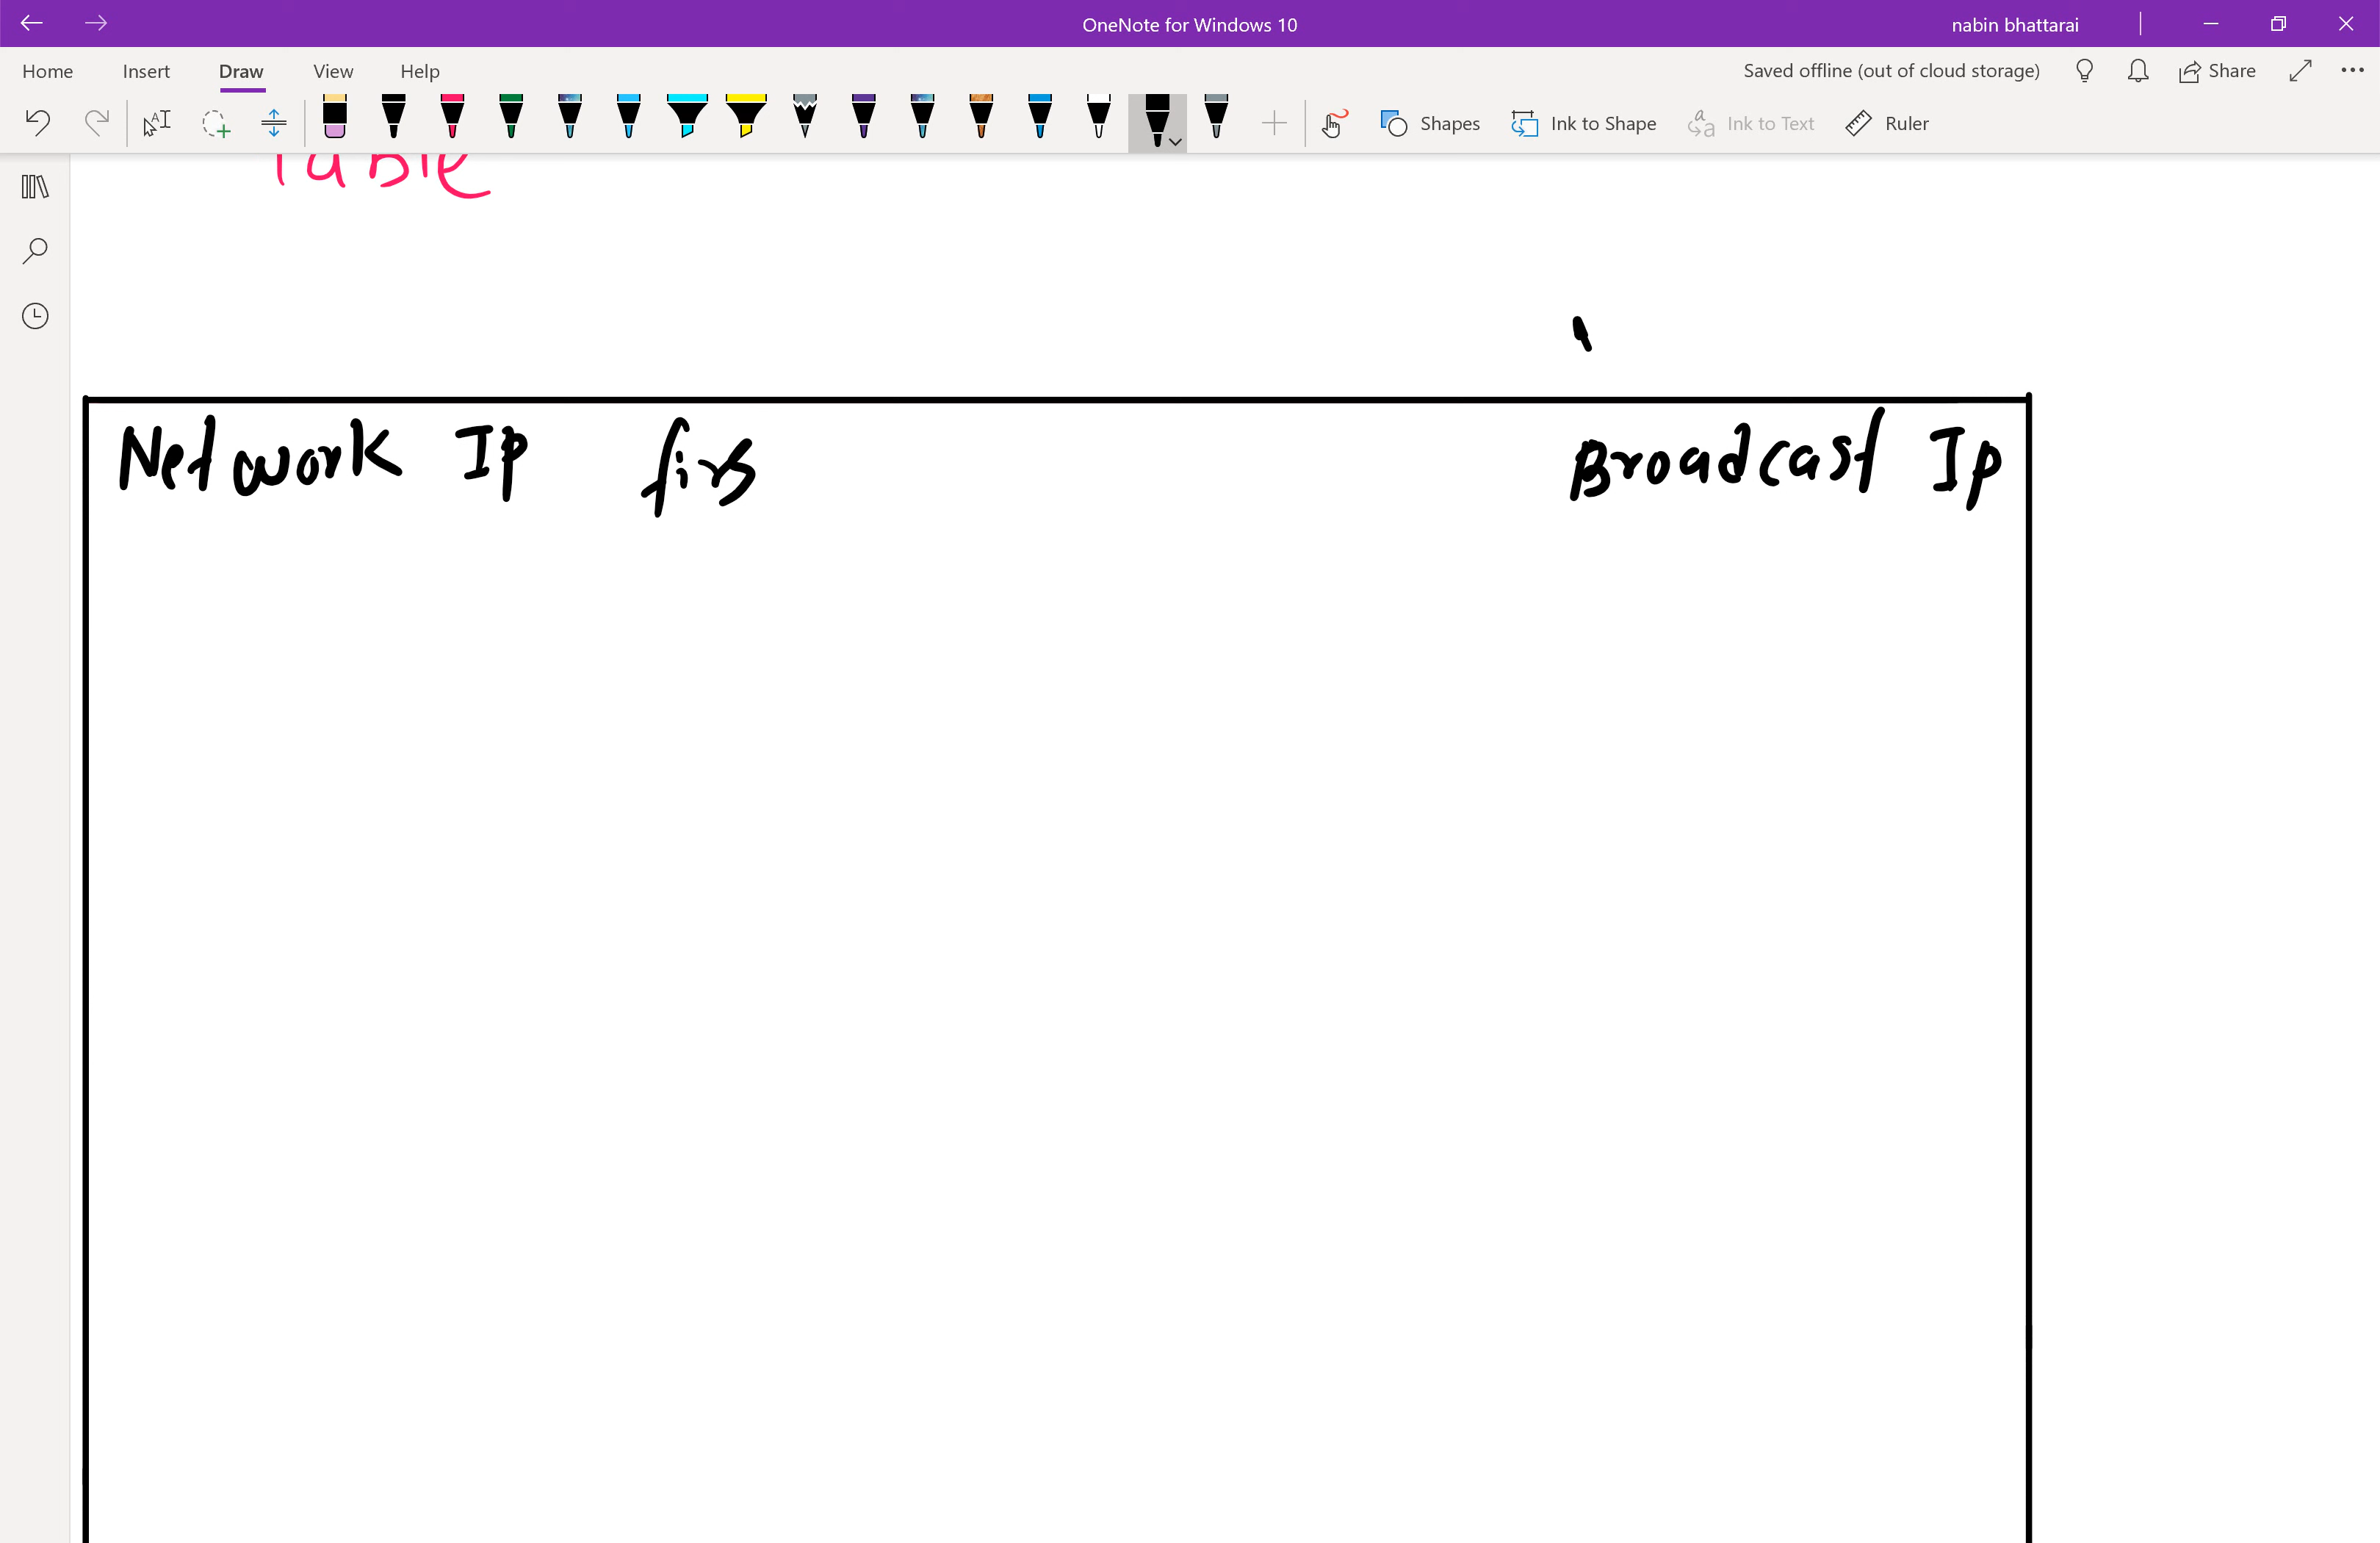 OneNote for Windows 10
nabin bhattarai
Home Insert Draw View Help
Saved offline (out of cloud storage)
Share
Shapes
Ink to Shape
Ink to Text
Ruler
Table
Network Ip firs Broadcast Ip